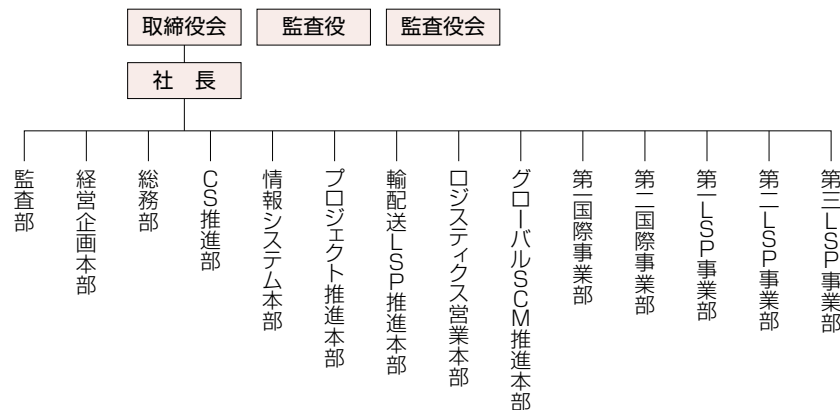 取締役会
監査役
監査役会
社　長
監査部
経営企画本部
総務部
CS推進部
情報システム本部
プロジェクト推進本部
輸配送LSP推進本部
ロジスティクス営業本部
グローバルSCM推進本部
第一国際事業部
第二国際事業部
第一LSP事業部
第二LSP事業部
第三LSP事業部